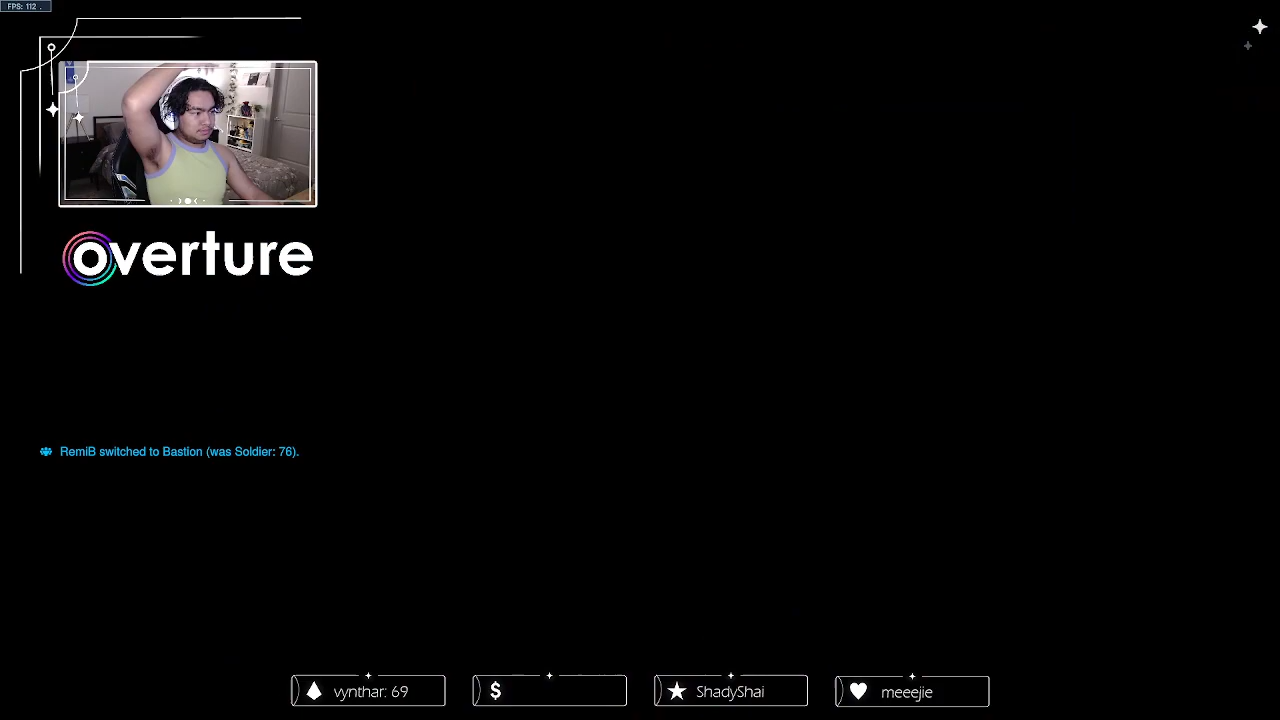 FPS: 112 .
overture
RemiB switched to Bastion (was Soldier: 76).
vynthar: 69
$
ShadyShai
meeejie